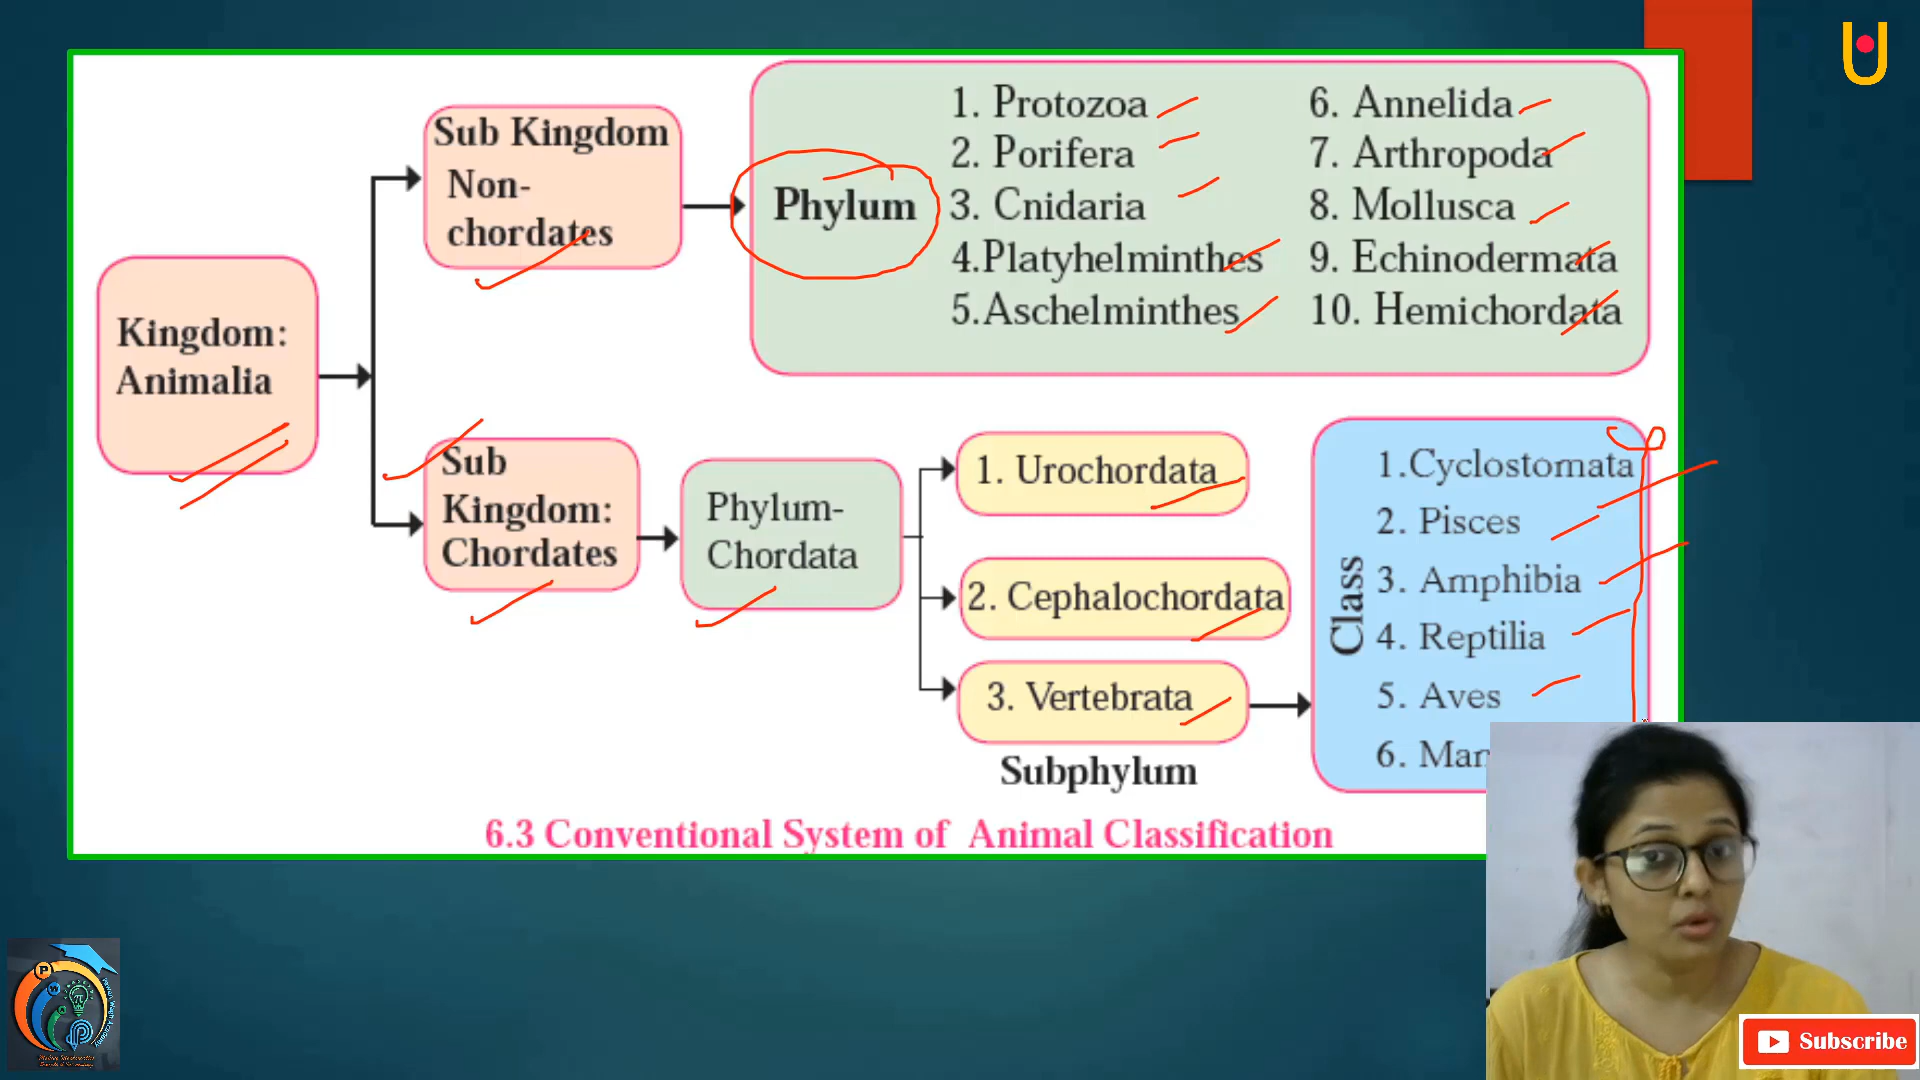 Kingdom:
Animalia
Sub Kingdom
Non-
chordates
Phylum
1. Protozoa
2. Porifera
3. Cnidaria
4.Platyhelminthes
5.Aschelminthes
6. Annelida
7. Arthropoda
8. Mollusca
9. Echinodermata
10. Hemichordata
Sub
Kingdom:
Chordates
Phylum-
Chordata
1. Urochordata
2. Cephalochordata
3. Vertebrata
Subphylum
Class
1.Cyclostomata
2. Pisces
3. Amphibia
4. Reptilia
5. Aves
6.
6.3 Conventional System of Animal Classification
Subscribe